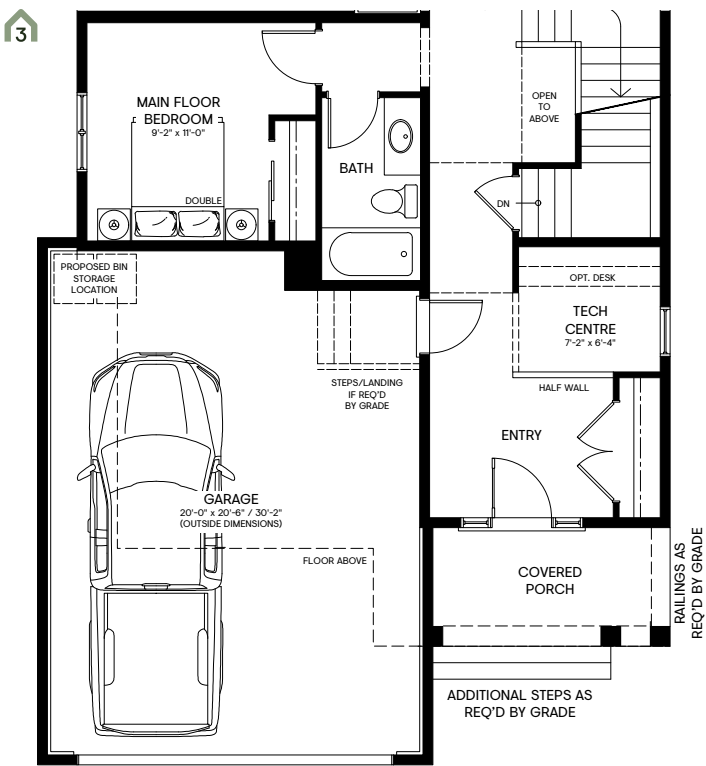 3
MAIN FLOOR
BEDROOM
9'-2" x 11'-0"
DOUBLE
BATH
OPEN
TO
ABOVE
DN
PROPOSED BIN
STORAGE
LOCATION
OPT. DESK
TECH
CENTRE
7'-2" x 6'-4"
HALF WALL
STEPS/LANDING
IF REQ'D
BY GRADE
ENTRY
GARAGE
20'-0" x 20'-6" / 30'-2"
(OUTSIDE DIMENSIONS)
FLOOR ABOVE
COVERED
PORCH
RAILINGS AS
REQ'D BY GRADE
ADDITIONAL STEPS AS
REQ'D BY GRADE